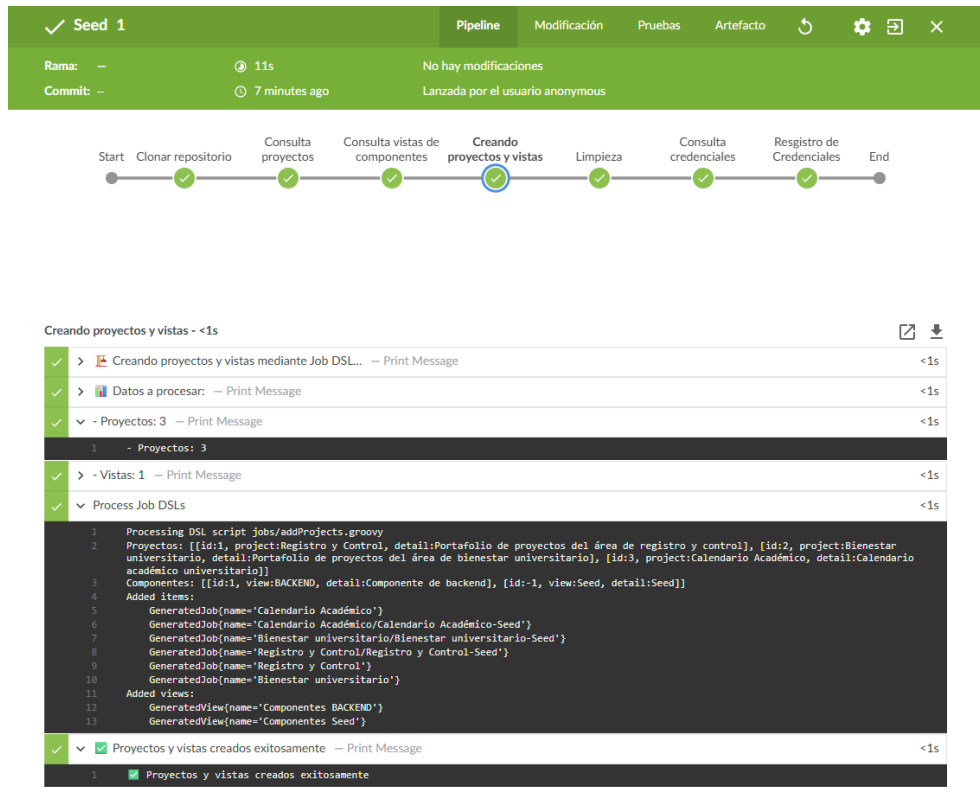 Seed 1
Pipeline Modificación Pruebas Artefacto
Rama: — 11s No hay modificaciones
Commit: — 7 minutes ago Lanzada por el usuario anonymous
Start Clonar repositorio Consulta proyectos Consulta vistas de componentes Creando proyectos y vistas Limpieza Consulta credenciales Resgistro de Credenciales End
Creando proyectos y vistas - <1s
Creando proyectos y vistas mediante Job DSL... — Print Message <1s
Datos a procesar: — Print Message <1s
- Proyectos: 3 — Print Message <1s
1 - Proyectos: 3
- Vistas: 1 — Print Message <1s
Process Job DSLs <1s
1 Processing DSL script jobs/addProjects.groovy
2 Proyectos: [[id:1, project:Registro y Control, detail:Portafolio de proyectos del área de registro y control], [id:2, project:Bienestar
universitario, detail:Portafolio de proyectos del área de bienestar universitario], [id:3, project:Calendario Académico, detail:Calendario
académico universitario]]
3 Componentes: [[id:1, view:BACKEND, detail:Componente de backend], [id:-1, view:Seed, detail:Seed]]
4 Added items:
5 GeneratedJob{name='Calendario Académico'}
6 GeneratedJob{name='Calendario Académico/Calendario Académico-Seed'}
7 GeneratedJob{name='Bienestar universitario/Bienestar universitario-Seed'}
8 GeneratedJob{name='Registro y Control/Registro y Control-Seed'}
9 GeneratedJob{name='Registro y Control'}
10 GeneratedJob{name='Bienestar universitario'}
11 Added views:
12 GeneratedView{name='Componentes BACKEND'}
13 GeneratedView{name='Componentes Seed'}
✅ Proyectos y vistas creados exitosamente — Print Message <1s
1 ✅ Proyectos y vistas creados exitosamente